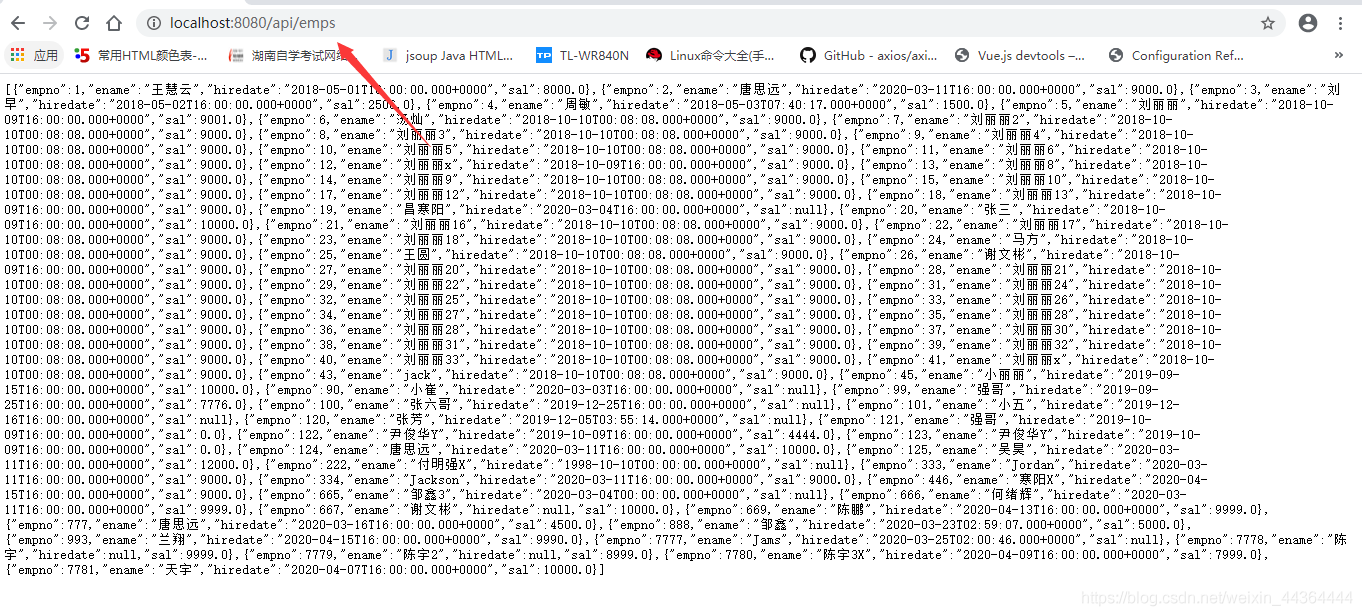 localhost:8080/api/emps
应用 常用HTML颜色表-... 湖南自学考试网络 jsoup Java HTML... TL-WR840N Linux命令大全(手... GitHub - axios/axi... Vue.js devtools –... Configuration Ref... »
[{"empno":1,"ename":"王慧云","hiredate":"2018-05-01T16:00:00.000+0000","sal":8000.0},{"empno":2,"ename":"唐思远","hiredate":"2020-03-11T16:00:00.000+0000","sal":9000.0},{"empno":3,"ename":"刘
早","hiredate":"2018-05-02T16:00:00.000+0000","sal":2506.0},{"empno":4,"ename":"周敏","hiredate":"2018-05-03T07:40:17.000+0000","sal":1500.0},{"empno":5,"ename":"刘丽丽","hiredate":"2018-10-
09T16:00:00.000+0000","sal":9001.0},{"empno":6,"ename":"汤灿","hiredate":"2018-10-10T00:08:08.000+0000","sal":9000.0},{"empno":7,"ename":"刘丽丽2","hiredate":"2018-10-
10T00:08:08.000+0000","sal":9000.0},{"empno":8,"ename":"刘丽丽3","hiredate":"2018-10-10T00:08:08.000+0000","sal":9000.0},{"empno":9,"ename":"刘丽丽4","hiredate":"2018-10-
10T00:08:08.000+0000","sal":9000.0},{"empno":10,"ename":"刘丽丽5","hiredate":"2018-10-10T00:08:08.000+0000","sal":9000.0},{"empno":11,"ename":"刘丽丽6","hiredate":"2018-10-
10T00:08:08.000+0000","sal":9000.0},{"empno":12,"ename":"刘丽丽x","hiredate":"2018-10-09T16:00:00.000+0000","sal":9000.0},{"empno":13,"ename":"刘丽丽8","hiredate":"2018-10-
10T00:08:08.000+0000","sal":9000.0},{"empno":14,"ename":"刘丽丽9","hiredate":"2018-10-10T00:08:08.000+0000","sal":9000.0},{"empno":15,"ename":"刘丽丽10","hiredate":"2018-10-
10T00:08:08.000+0000","sal":9000.0},{"empno":17,"ename":"刘丽丽12","hiredate":"2018-10-10T00:08:08.000+0000","sal":9000.0},{"empno":18,"ename":"刘丽丽13","hiredate":"2018-10-
09T16:00:00.000+0000","sal":9000.0},{"empno":19,"ename":"昌寒阳","hiredate":"2020-03-04T16:00:00.000+0000","sal":null},{"empno":20,"ename":"张三","hiredate":"2018-10-
09T16:00:00.000+0000","sal":10000.0},{"empno":21,"ename":"刘丽丽16","hiredate":"2018-10-10T00:08:08.000+0000","sal":9000.0},{"empno":22,"ename":"刘丽丽17","hiredate":"2018-10-
10T00:08:08.000+0000","sal":9000.0},{"empno":23,"ename":"刘丽丽18","hiredate":"2018-10-10T00:08:08.000+0000","sal":9000.0},{"empno":24,"ename":"马方","hiredate":"2018-10-
10T00:08:08.000+0000","sal":9000.0},{"empno":25,"ename":"王圆","hiredate":"2018-10-10T00:08:08.000+0000","sal":9000.0},{"empno":26,"ename":"谢文彬","hiredate":"2018-10-
09T16:00:00.000+0000","sal":9000.0},{"empno":27,"ename":"刘丽丽20","hiredate":"2018-10-10T00:08:08.000+0000","sal":9000.0},{"empno":28,"ename":"刘丽丽21","hiredate":"2018-10-
10T00:08:08.000+0000","sal":9000.0},{"empno":29,"ename":"刘丽丽22","hiredate":"2018-10-10T00:08:08.000+0000","sal":9000.0},{"empno":31,"ename":"刘丽丽24","hiredate":"2018-10-
10T00:08:08.000+0000","sal":9000.0},{"empno":32,"ename":"刘丽丽25","hiredate":"2018-10-10T00:08:08.000+0000","sal":9000.0},{"empno":33,"ename":"刘丽丽26","hiredate":"2018-10-
10T00:08:08.000+0000","sal":9000.0},{"empno":34,"ename":"刘丽丽27","hiredate":"2018-10-10T00:08:08.000+0000","sal":9000.0},{"empno":35,"ename":"刘丽丽28","hiredate":"2018-10-
10T00:08:08.000+0000","sal":9000.0},{"empno":36,"ename":"刘丽丽28","hiredate":"2018-10-10T00:08:08.000+0000","sal":9000.0},{"empno":37,"ename":"刘丽丽30","hiredate":"2018-10-
10T00:08:08.000+0000","sal":9000.0},{"empno":38,"ename":"刘丽丽31","hiredate":"2018-10-10T00:08:08.000+0000","sal":9000.0},{"empno":39,"ename":"刘丽丽32","hiredate":"2018-10-
10T00:08:08.000+0000","sal":9000.0},{"empno":40,"ename":"刘丽丽33","hiredate":"2018-10-10T00:08:08.000+0000","sal":9000.0},{"empno":41,"ename":"刘丽丽x","hiredate":"2018-10-
10T00:08:08.000+0000","sal":9000.0},{"empno":43,"ename":"jack","hiredate":"2018-10-10T00:08:08.000+0000","sal":9000.0},{"empno":45,"ename":"小丽丽","hiredate":"2019-09-
15T16:00:00.000+0000","sal":10000.0},{"empno":90,"ename":"小崔","hiredate":"2020-03-03T16:00:00.000+0000","sal":null},{"empno":99,"ename":"强哥","hiredate":"2019-09-
25T16:00:00.000+0000","sal":7776.0},{"empno":100,"ename":"张六哥","hiredate":"2019-12-25T16:00:00.000+0000","sal":null},{"empno":101,"ename":"小五","hiredate":"2019-12-
16T16:00:00.000+0000","sal":null},{"empno":120,"ename":"张芳","hiredate":"2019-12-05T03:55:14.000+0000","sal":null},{"empno":121,"ename":"强哥","hiredate":"2019-10-
09T16:00:00.000+0000","sal":0.0},{"empno":122,"ename":"尹俊华Y","hiredate":"2019-10-09T16:00:00.000+0000","sal":4444.0},{"empno":123,"ename":"尹俊华Y","hiredate":"2019-10-
09T16:00:00.000+0000","sal":0.0},{"empno":124,"ename":"唐思远","hiredate":"2020-03-11T16:00:00.000+0000","sal":10000.0},{"empno":125,"ename":"吴昊","hiredate":"2020-03-
11T16:00:00.000+0000","sal":12000.0},{"empno":222,"ename":"付明强X","hiredate":"1998-10-10T00:00:00.000+0000","sal":null},{"empno":333,"ename":"Jordan","hiredate":"2020-03-
11T16:00:00.000+0000","sal":9000.0},{"empno":334,"ename":"Jackson","hiredate":"2020-03-11T16:00:00.000+0000","sal":9000.0},{"empno":446,"ename":"寒阳X","hiredate":"2020-04-
15T16:00:00.000+0000","sal":9000.0},{"empno":665,"ename":"邹鑫3","hiredate":"2020-03-04T00:00:00.000+0000","sal":null},{"empno":666,"ename":"何绪辉","hiredate":"2020-03-
11T16:00:00.000+0000","sal":9999.0},{"empno":667,"ename":"谢文彬","hiredate":null,"sal":10000.0},{"empno":669,"ename":"陈鹏","hiredate":"2020-04-13T16:00:00.000+0000","sal":9999.0},
{"empno":777,"ename":"唐思远","hiredate":"2020-03-16T16:00:00.000+0000","sal":4500.0},{"empno":888,"ename":"邹鑫","hiredate":"2020-03-23T02:59:07.000+0000","sal":5000.0},
{"empno":993,"ename":"兰翔","hiredate":"2020-04-15T16:00:00.000+0000","sal":9990.0},{"empno":7777,"ename":"Jams","hiredate":"2020-03-25T02:00:46.000+0000","sal":null},{"empno":7778,"ename":"陈
宇","hiredate":null,"sal":9999.0},{"empno":7779,"ename":"陈宇2","hiredate":null,"sal":8999.0},{"empno":7780,"ename":"陈宇3X","hiredate":"2020-04-09T16:00:00.000+0000","sal":7999.0},
{"empno":7781,"ename":"天宇","hiredate":"2020-04-07T16:00:00.000+0000","sal":10000.0}]
https://blog.csdn.net/weixin_44364444